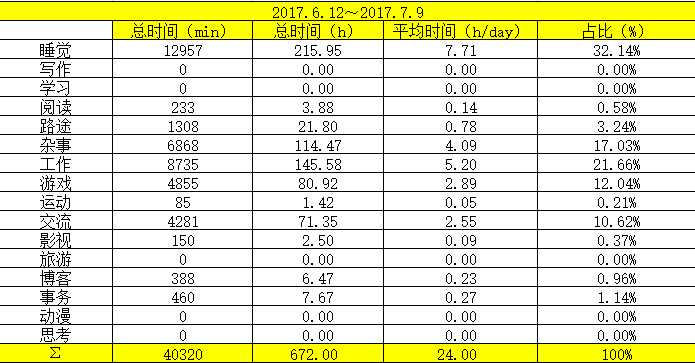 2017.6.12～2017.7.9
总时间（min） 总时间（h） 平均时间（h/day） 占比（%）
睡觉 12957 215.95 7.71 32.14%
写作 0 0.00 0.00 0.00%
学习 0 0.00 0.00 0.00%
阅读 233 3.88 0.14 0.58%
路途 1308 21.80 0.78 3.24%
杂事 6868 114.47 4.09 17.03%
工作 8735 145.58 5.20 21.66%
游戏 4855 80.92 2.89 12.04%
运动 85 1.42 0.05 0.21%
交流 4281 71.35 2.55 10.62%
影视 150 2.50 0.09 0.37%
旅游 0 0.00 0.00 0.00%
博客 388 6.47 0.23 0.96%
事务 460 7.67 0.27 1.14%
动漫 0 0.00 0.00 0.00%
思考 0 0.00 0.00 0.00%
Σ 40320 672.00 24.00 100%